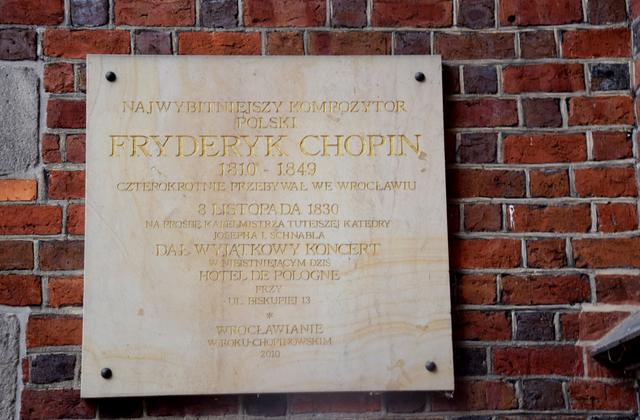 NAJWYBITNIEJSZY KOMPOZYTOR
POLSKI
FRYDERYK CHOPIN
1810 - 1849
CZTEROKROTNIE PRZEBYWAŁ WE WROCŁAWIU
8 LISTOPADA 1830
NA PROŚBĘ KAPELMISTRZA TUTEJSZEJ KATEDRY
JOSEPHA I. SCHNABLA
DAŁ WYJĄTKOWY KONCERT
W NIEISTNIEJĄCYM DZIŚ
HOTEL DE POLOGNE
PRZY
UL. BISKUPIEJ 13
*
WROCŁAWIANIE
W ROKU CHOPINOWSKIM
2010